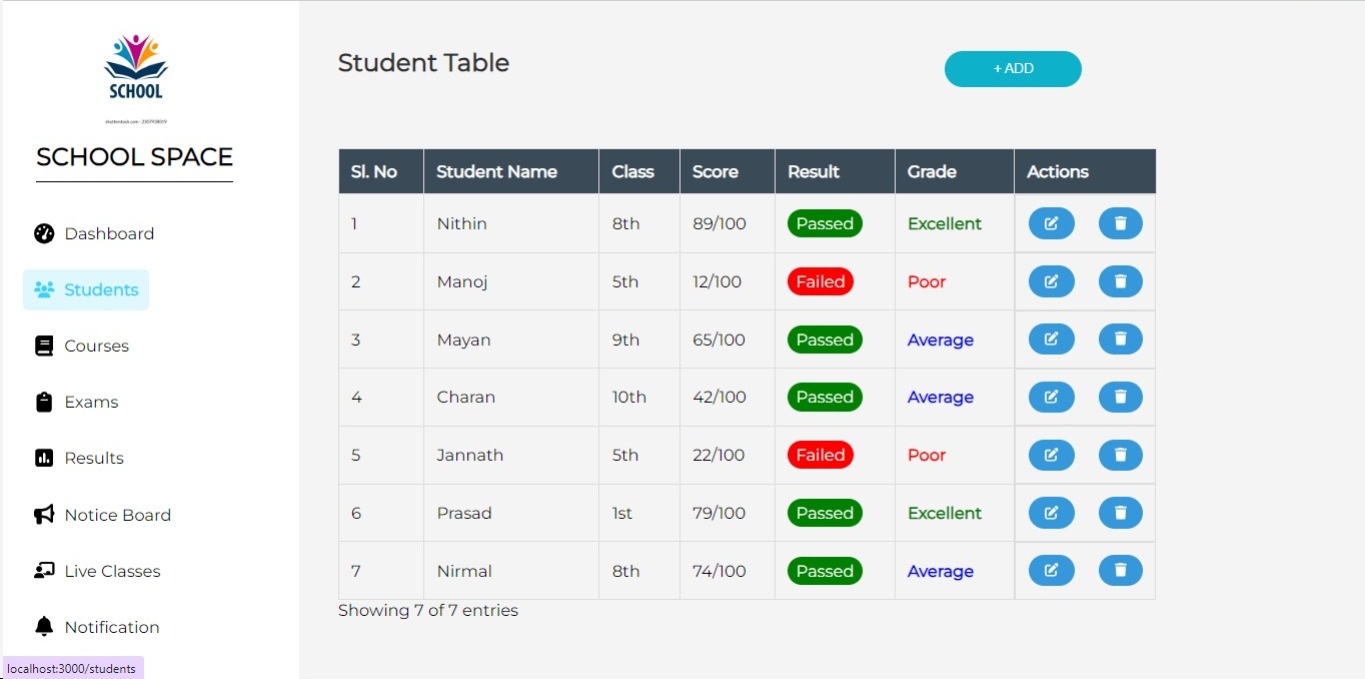 SCHOOL
SCHOOL SPACE
Dashboard
Students
Courses
Exams
Results
Notice Board
Live Classes
Notification
localhost:3000/students
Student Table
+ ADD
Sl. No Student Name Class Score Result Grade Actions
1 Nithin 8th 89/100 Passed Excellent
2 Manoj 5th 12/100 Failed Poor
3 Mayan 9th 65/100 Passed Average
4 Charan 10th 42/100 Passed Average
5 Jannath 5th 22/100 Failed Poor
6 Prasad 1st 79/100 Passed Excellent
7 Nirmal 8th 74/100 Passed Average
Showing 7 of 7 entries